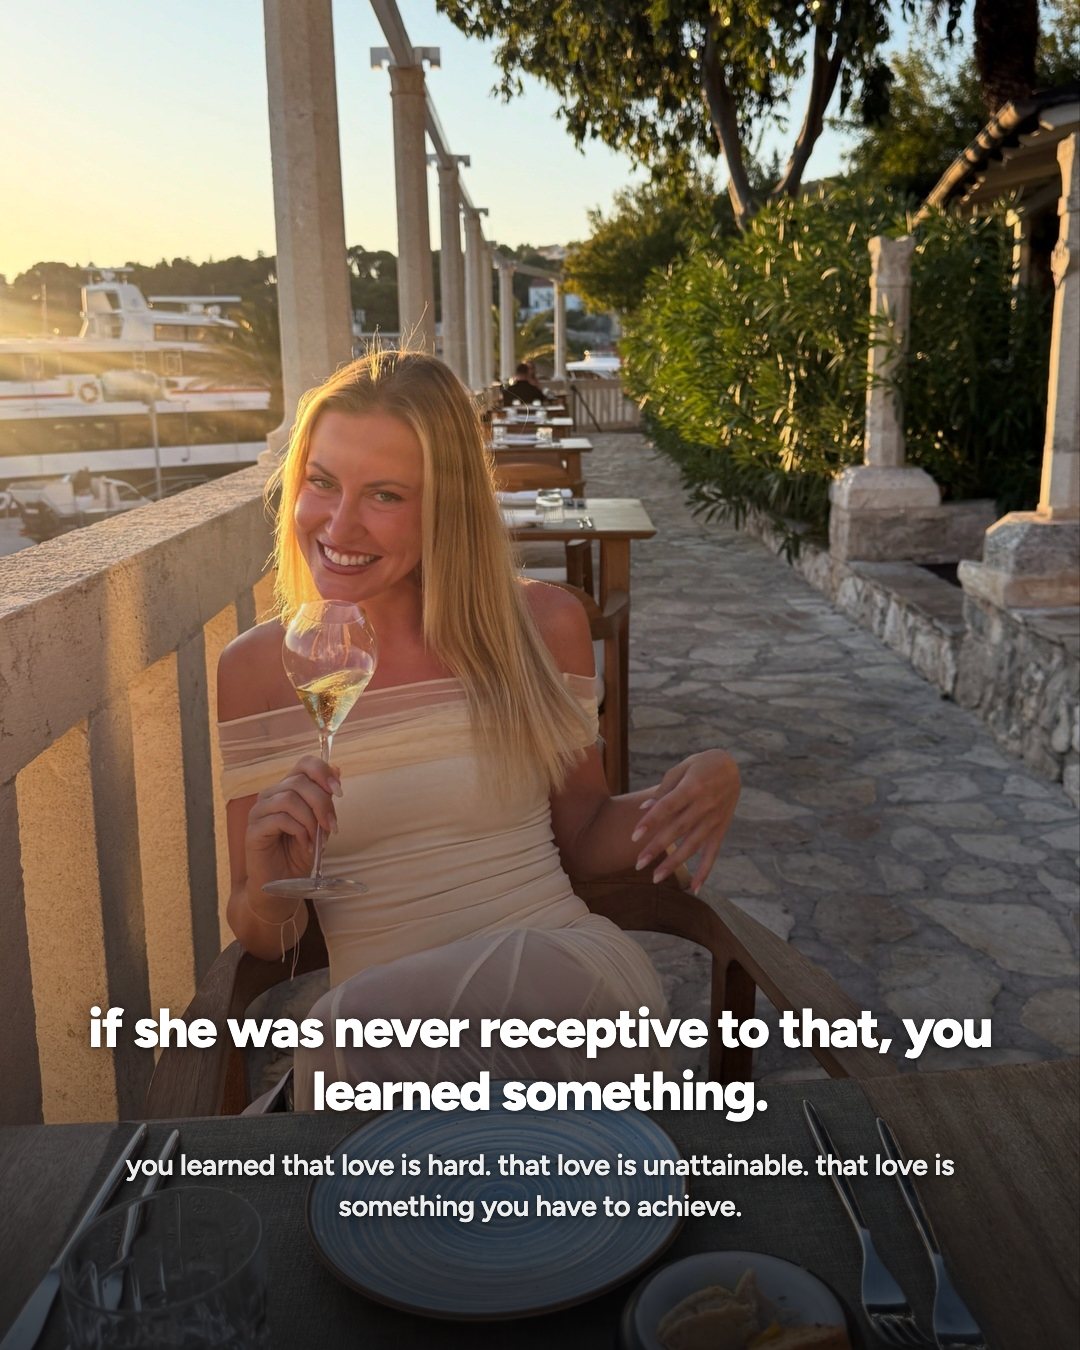 if she was never receptive to that, you
learned something.
you learned that love is hard. that love is unattainable. that love is
something you have to achieve.